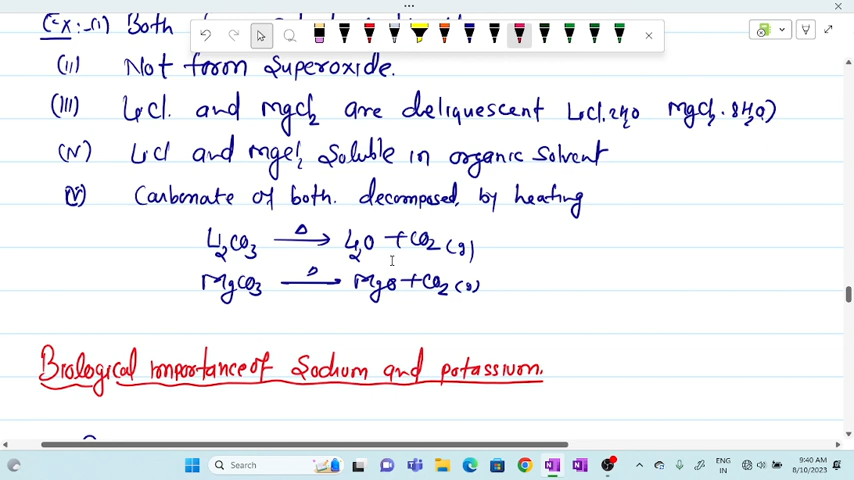 Ex:-(i) Both
(ii) Not form Superoxide.
(III) LiCl. and MgCl2 are deliquescent LiCl.2H2O MgCl2.8H2O)
(IV) LiCl and MgCl2 Soluble in organic solvent
(V) Carbonate of both. decomposed, by heating
Li2CO3 —Δ→ Li2O + CO2(g)
MgCO3 —Δ→ MgO + CO2(g)
Biological importance of Sodium and potassium.
Search
ENG
IN
9:40 AM
8/10/2023